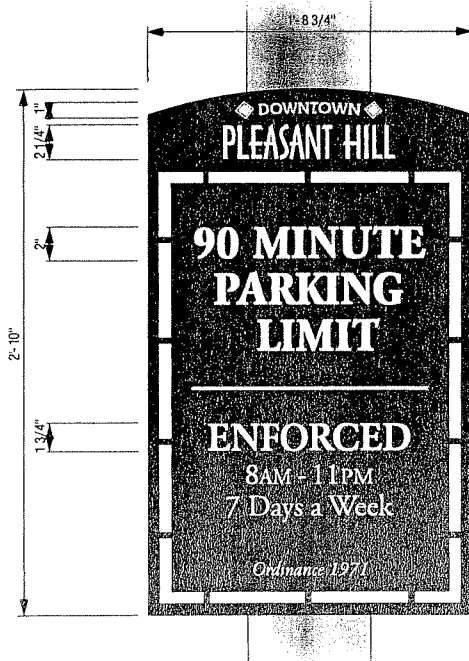 1'-8 3/4"
1"
DOWNTOWN
2 1/4"
PLEASANT HILL
2"
90 MINUTE
PARKING
LIMIT
2'-10"
1 3/4"
ENFORCED
8AM - 11PM
7 Days a Week
Ordinance 1971